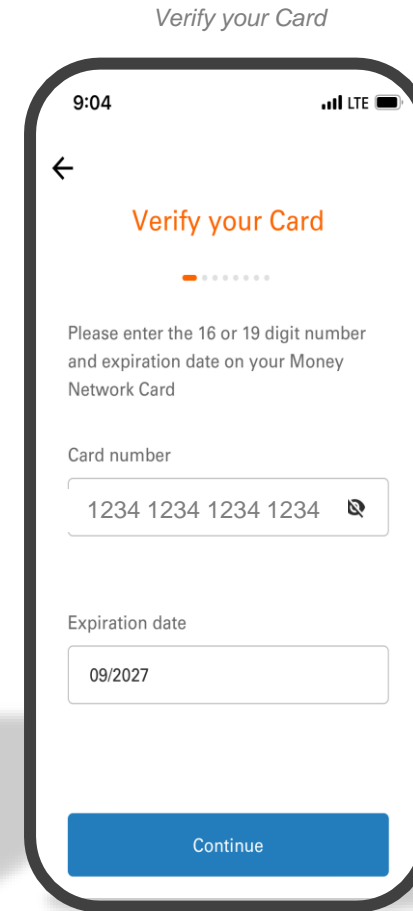 Verify your Card
9:04 LTE
Verify your Card
Please enter the 16 or 19 digit number
and expiration date on your Money
Network Card
Card number
1234 1234 1234 1234
Expiration date
09/2027
Continue